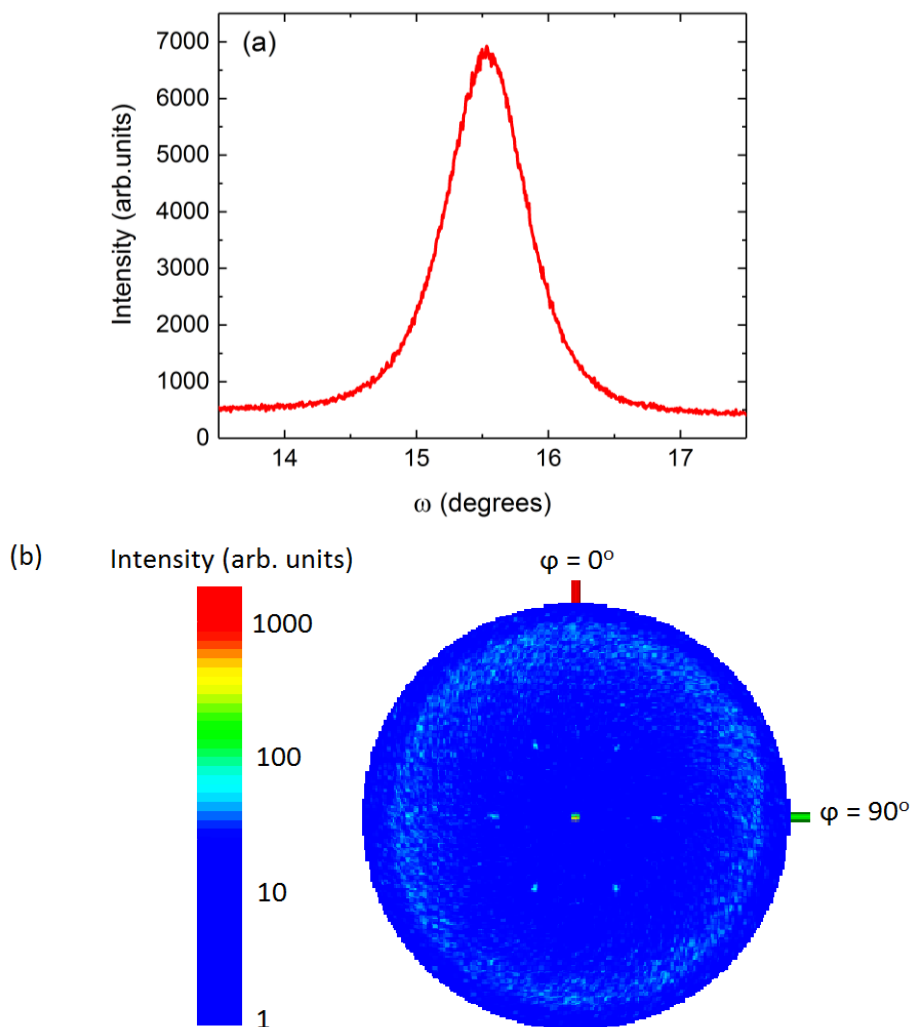 (a)
7000
6000
5000
4000
3000
2000
1000
0
Intensity (arb.units)
14 15 16 17
ω (degrees)
(b)
Intensity (arb. units)
φ = 0°
1000
100
φ = 90°
10
1